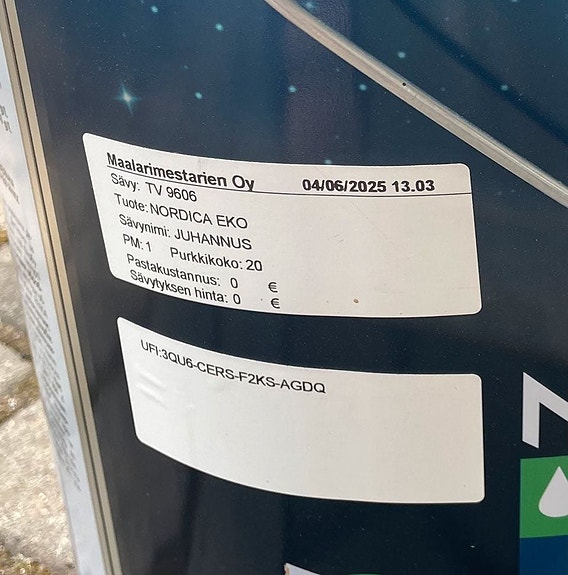 Maalarimestarien Oy 04/06/2025 13.03
Sävy: TV 9606
Tuote: NORDICA EKO
Sävynimi: JUHANNUS
PM: 1 Purkkikoko: 20
Pastakustannus: 0 €
Sävytyksen hinta: 0 €
UFI:3QU6-CERS-F2KS-AGDQ